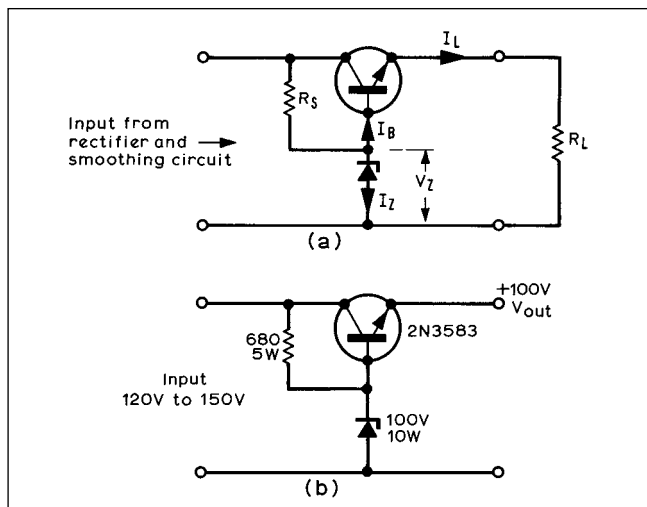 I_L
R_S
Input from
rectifier and
smoothing circuit
I_B
R_L
V_Z
I_Z
(a)
+100V
V_out
2N3583
680
5W
Input
120V to 150V
100V
10W
(b)